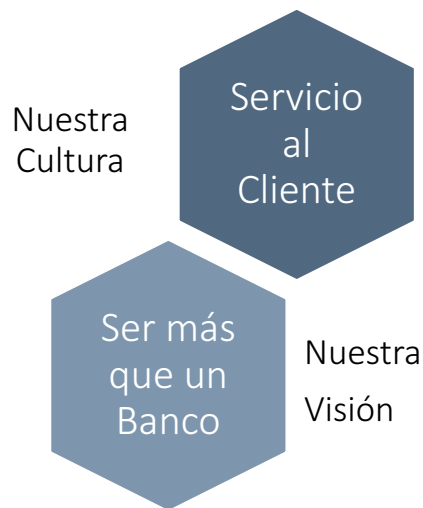 Nuestra
Cultura
Servicio
al
Cliente
Ser más
que un
Banco
Nuestra
Visión